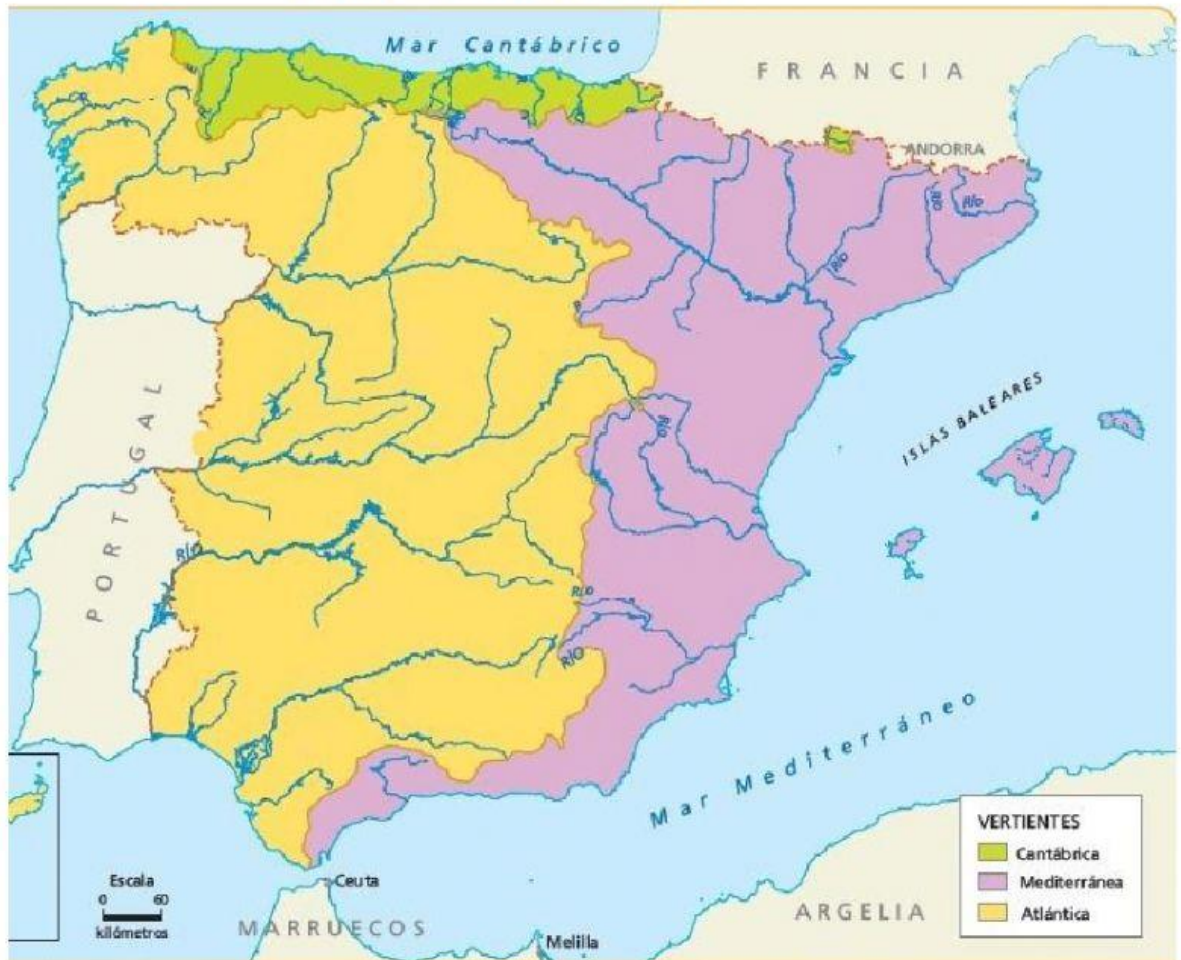 Mar Cantábrico
FRANCIA
ANDORRA
Río
Río
Río
Río
ISLAS BALEARES
PORTUGAL
RÍO
Río
RÍO
Mar Mediterráneo
VERTIENTES
Cantábrica
Mediterránea
Atlántica
Escala
0 60
kilómetros
Ceuta
MARRUECOS
Melilla
ARGELIA